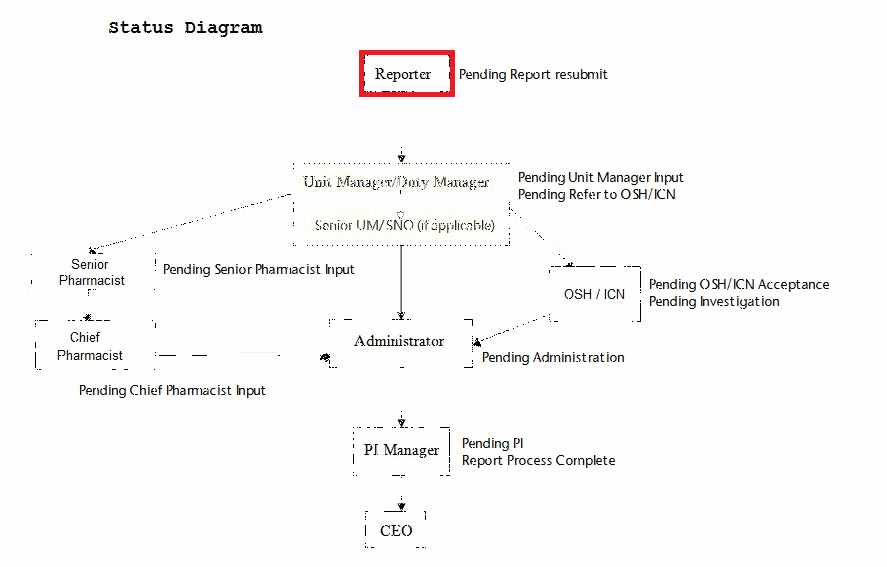 Status Diagram
Reporter
Pending Report resubmit
Unit Manager/Duty Manager
Senior UM/SNO (if applicable)
Pending Unit Manager Input
Pending Refer to OSH/ICN
Senior
Pharmacist
Pending Senior Pharmacist Input
OSH / ICN
Pending OSH/ICN Acceptance
Pending Investigation
Chief
Pharmacist
Pending Chief Pharmacist Input
Administrator
Pending Administration
PI Manager
Pending PI
Report Process Complete
CEO